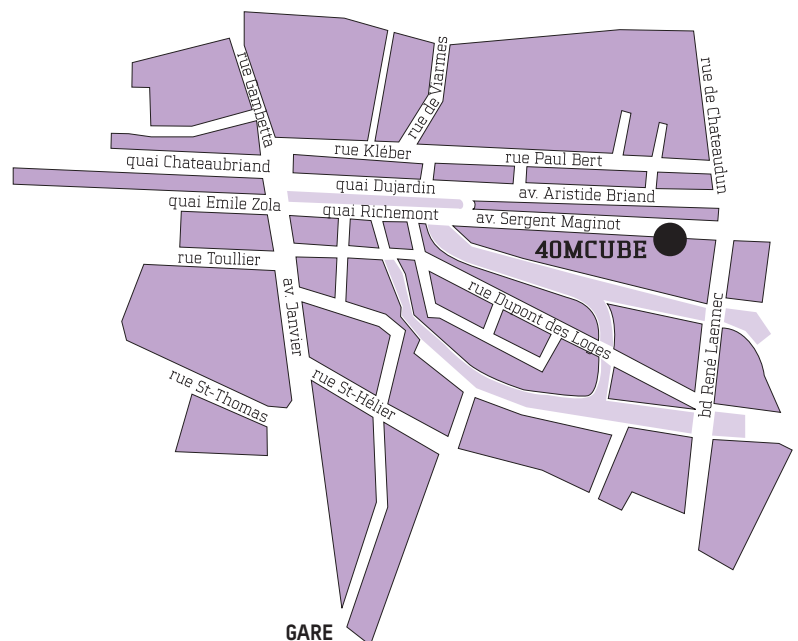 rue Gambetta
rue de Viarmes
rue de Chateaudun
rue Kléber
rue Paul Bert
quai Chateaubriand
quai Dujardin
av. Aristide Briand
quai Emile Zola
quai Richemont
av. Sergent Maginot
40MCUBE
rue Toullier
av. Janvier
rue Dupont des Loges
bd René Laennec
rue St-Thomas
rue St-Hélier
GARE